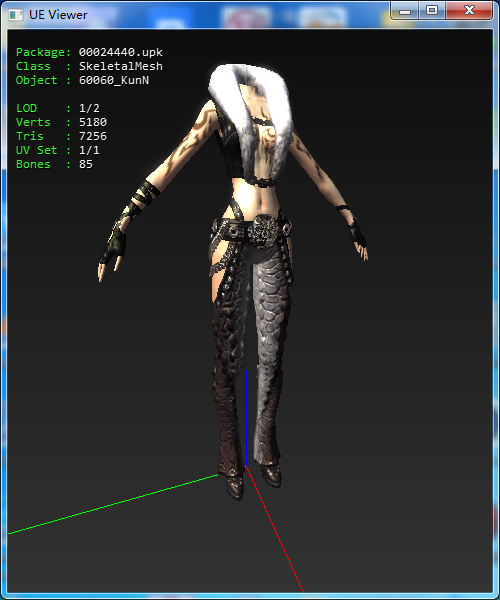 UE Viewer
Package: 00024440.upk
Class : SkeletalMesh
Object : 60060_KunN
LOD : 1/2
Verts : 5180
Tris : 7256
UV Set : 1/1
Bones : 85